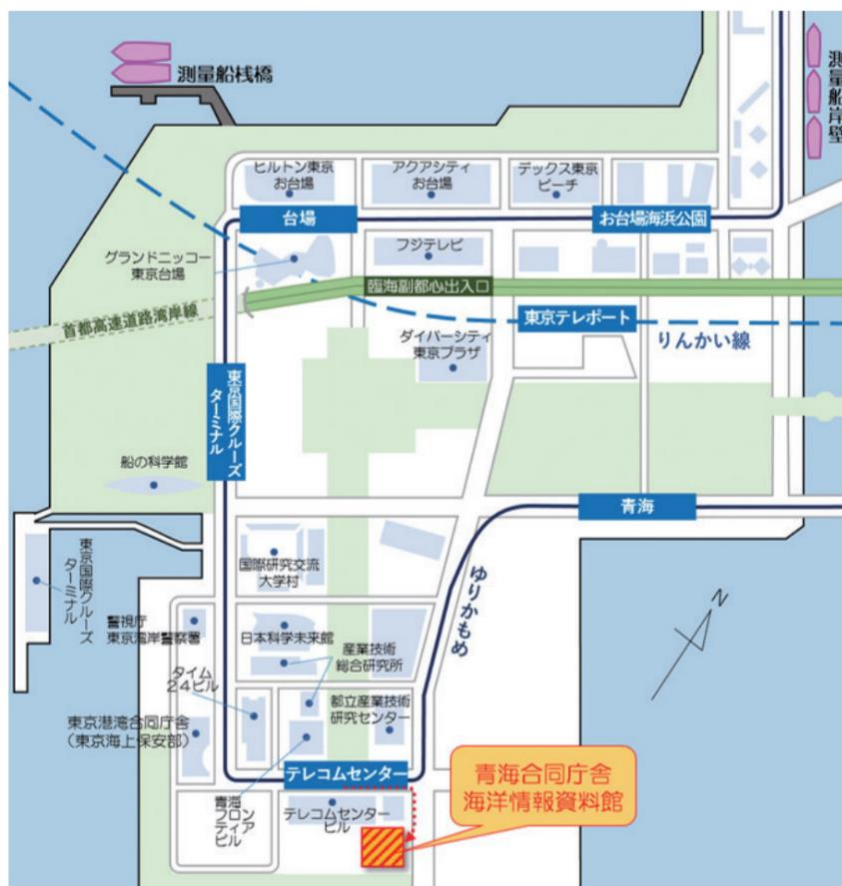 測量船桟橋
測量船岸壁
ヒルトン東京
お台場
アクアシティ
お台場
デックス東京
ビーチ
台場
お台場海浜公園
グランドニッコー
東京台場
フジテレビ
臨海副都心出入口
首都高速道路湾岸線
東京テレポート
りんかい線
ダイバーシティ
東京プラザ
東京国際クルーズ
ターミナル
船の科学館
青海
東京国際クルーズ
ターミナル
国際研究交流
大学村
ゆりかもめ
N
警視庁
東京湾岸警察署
日本科学未来館
産業技術
総合研究所
タイム
24ビル
都立産業技術
研究センター
東京港湾合同庁舎
（東京海上保安部）
テレコムセンター
青海合同庁舎
海洋情報資料館
青海
フロン
ティア
ビル
テレコムセンター
ビル